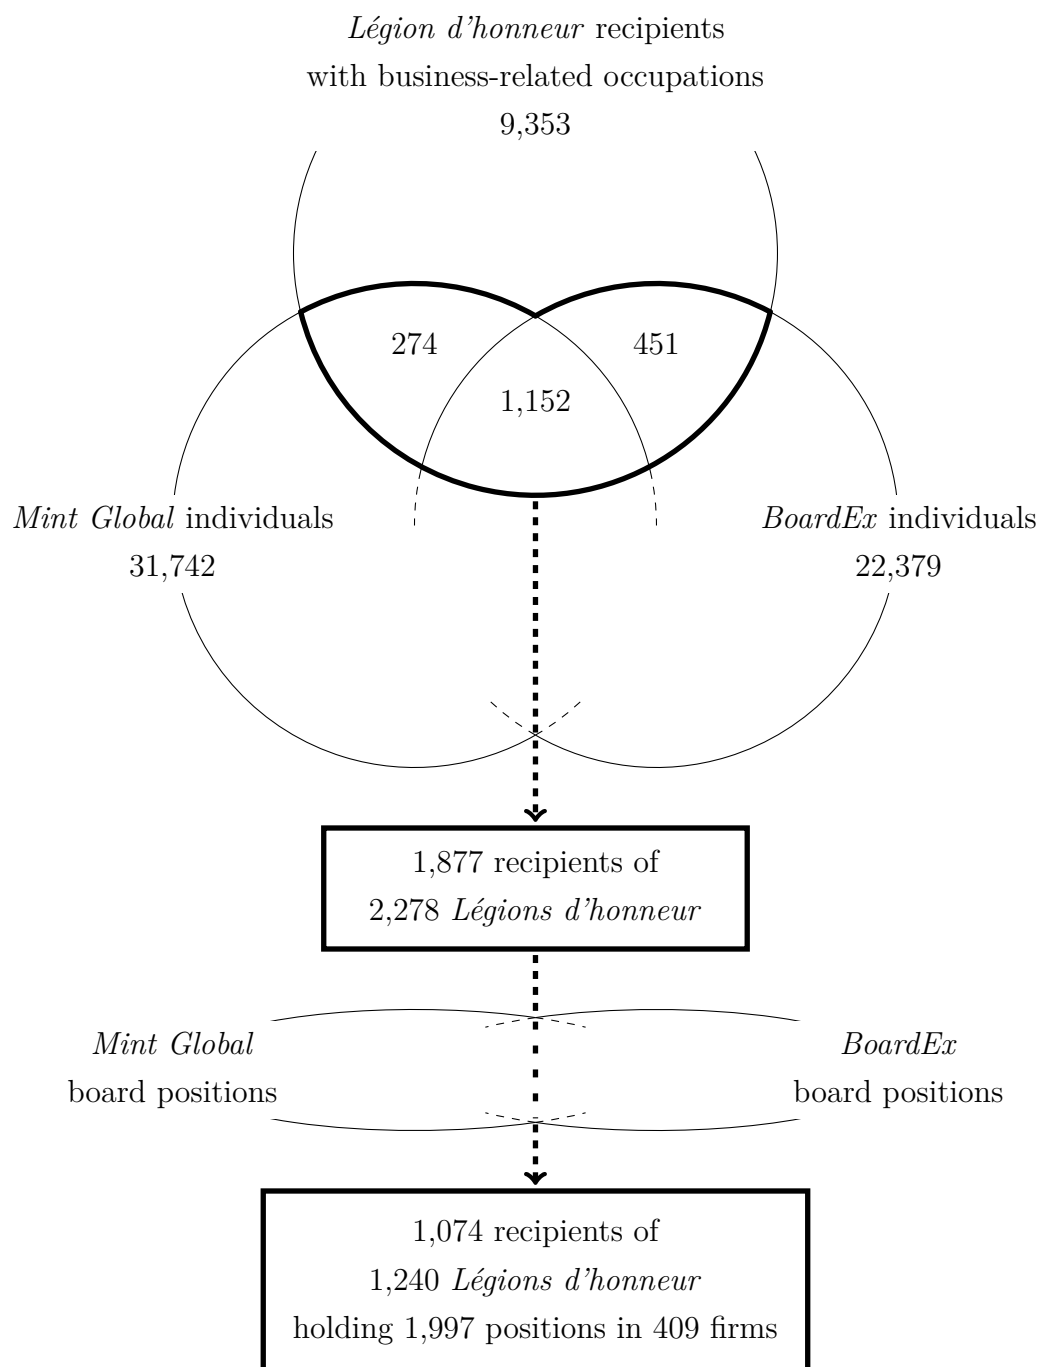 Légion d'honneur recipients
with business-related occupations
9,353
274
451
1,152
Mint Global individuals
31,742
BoardEx individuals
22,379
1,877 recipients of
2,278 Légions d'honneur
Mint Global
board positions
BoardEx
board positions
1,074 recipients of
1,240 Légions d'honneur
holding 1,997 positions in 409 firms